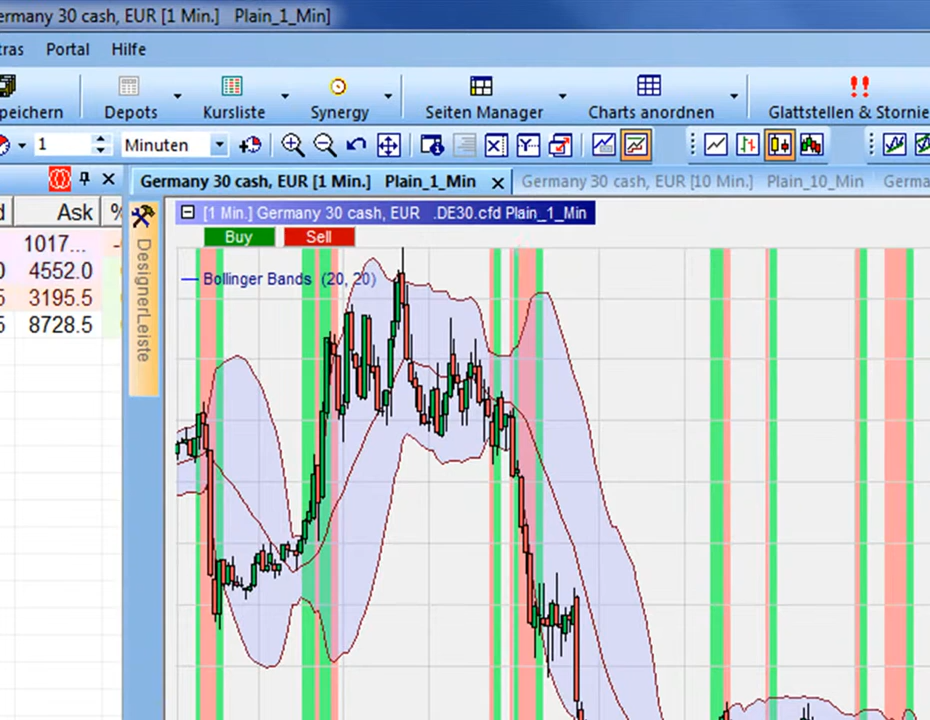 ermany 30 cash, EUR [1 Min.] Plain_1_Min]
tras Portal Hilfe
peichern Depots Kursliste Synergy Seiten Manager Charts anordnen Glattstellen & Stornie
1 Minuten
Germany 30 cash, EUR [1 Min.] Plain_1_Min Germany 30 cash, EUR [10 Min.] Plain_10_Min Germa
d Ask %
[1 Min.] Germany 30 cash, EUR .DE30.cfd Plain_1_Min
Buy Sell
1017... -
0 4552.0
5 3195.5
5 8728.5
DesignerLeiste
Bollinger Bands (20, 20)